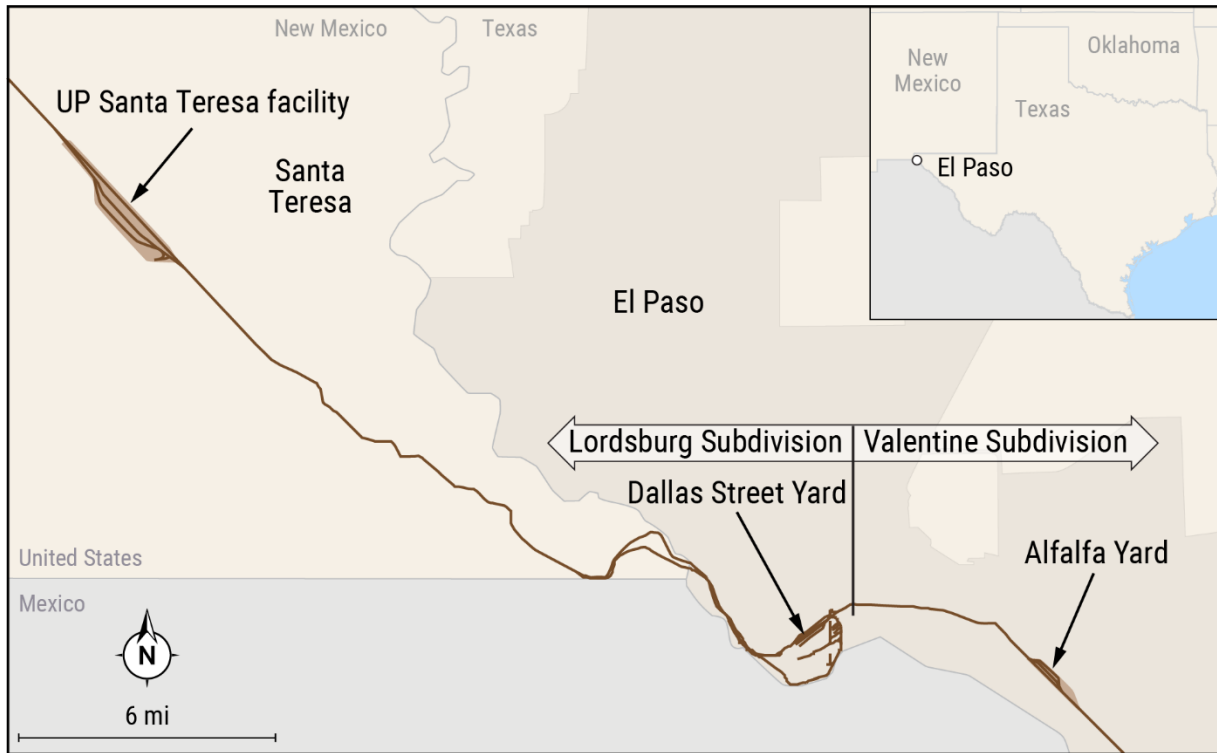 New Mexico
Texas
UP Santa Teresa facility
Santa
Teresa
El Paso
Oklahoma
New
Mexico
Texas
El Paso
Lordsburg Subdivision
Valentine Subdivision
Dallas Street Yard
Alfalfa Yard
United States
Mexico
N
6 mi